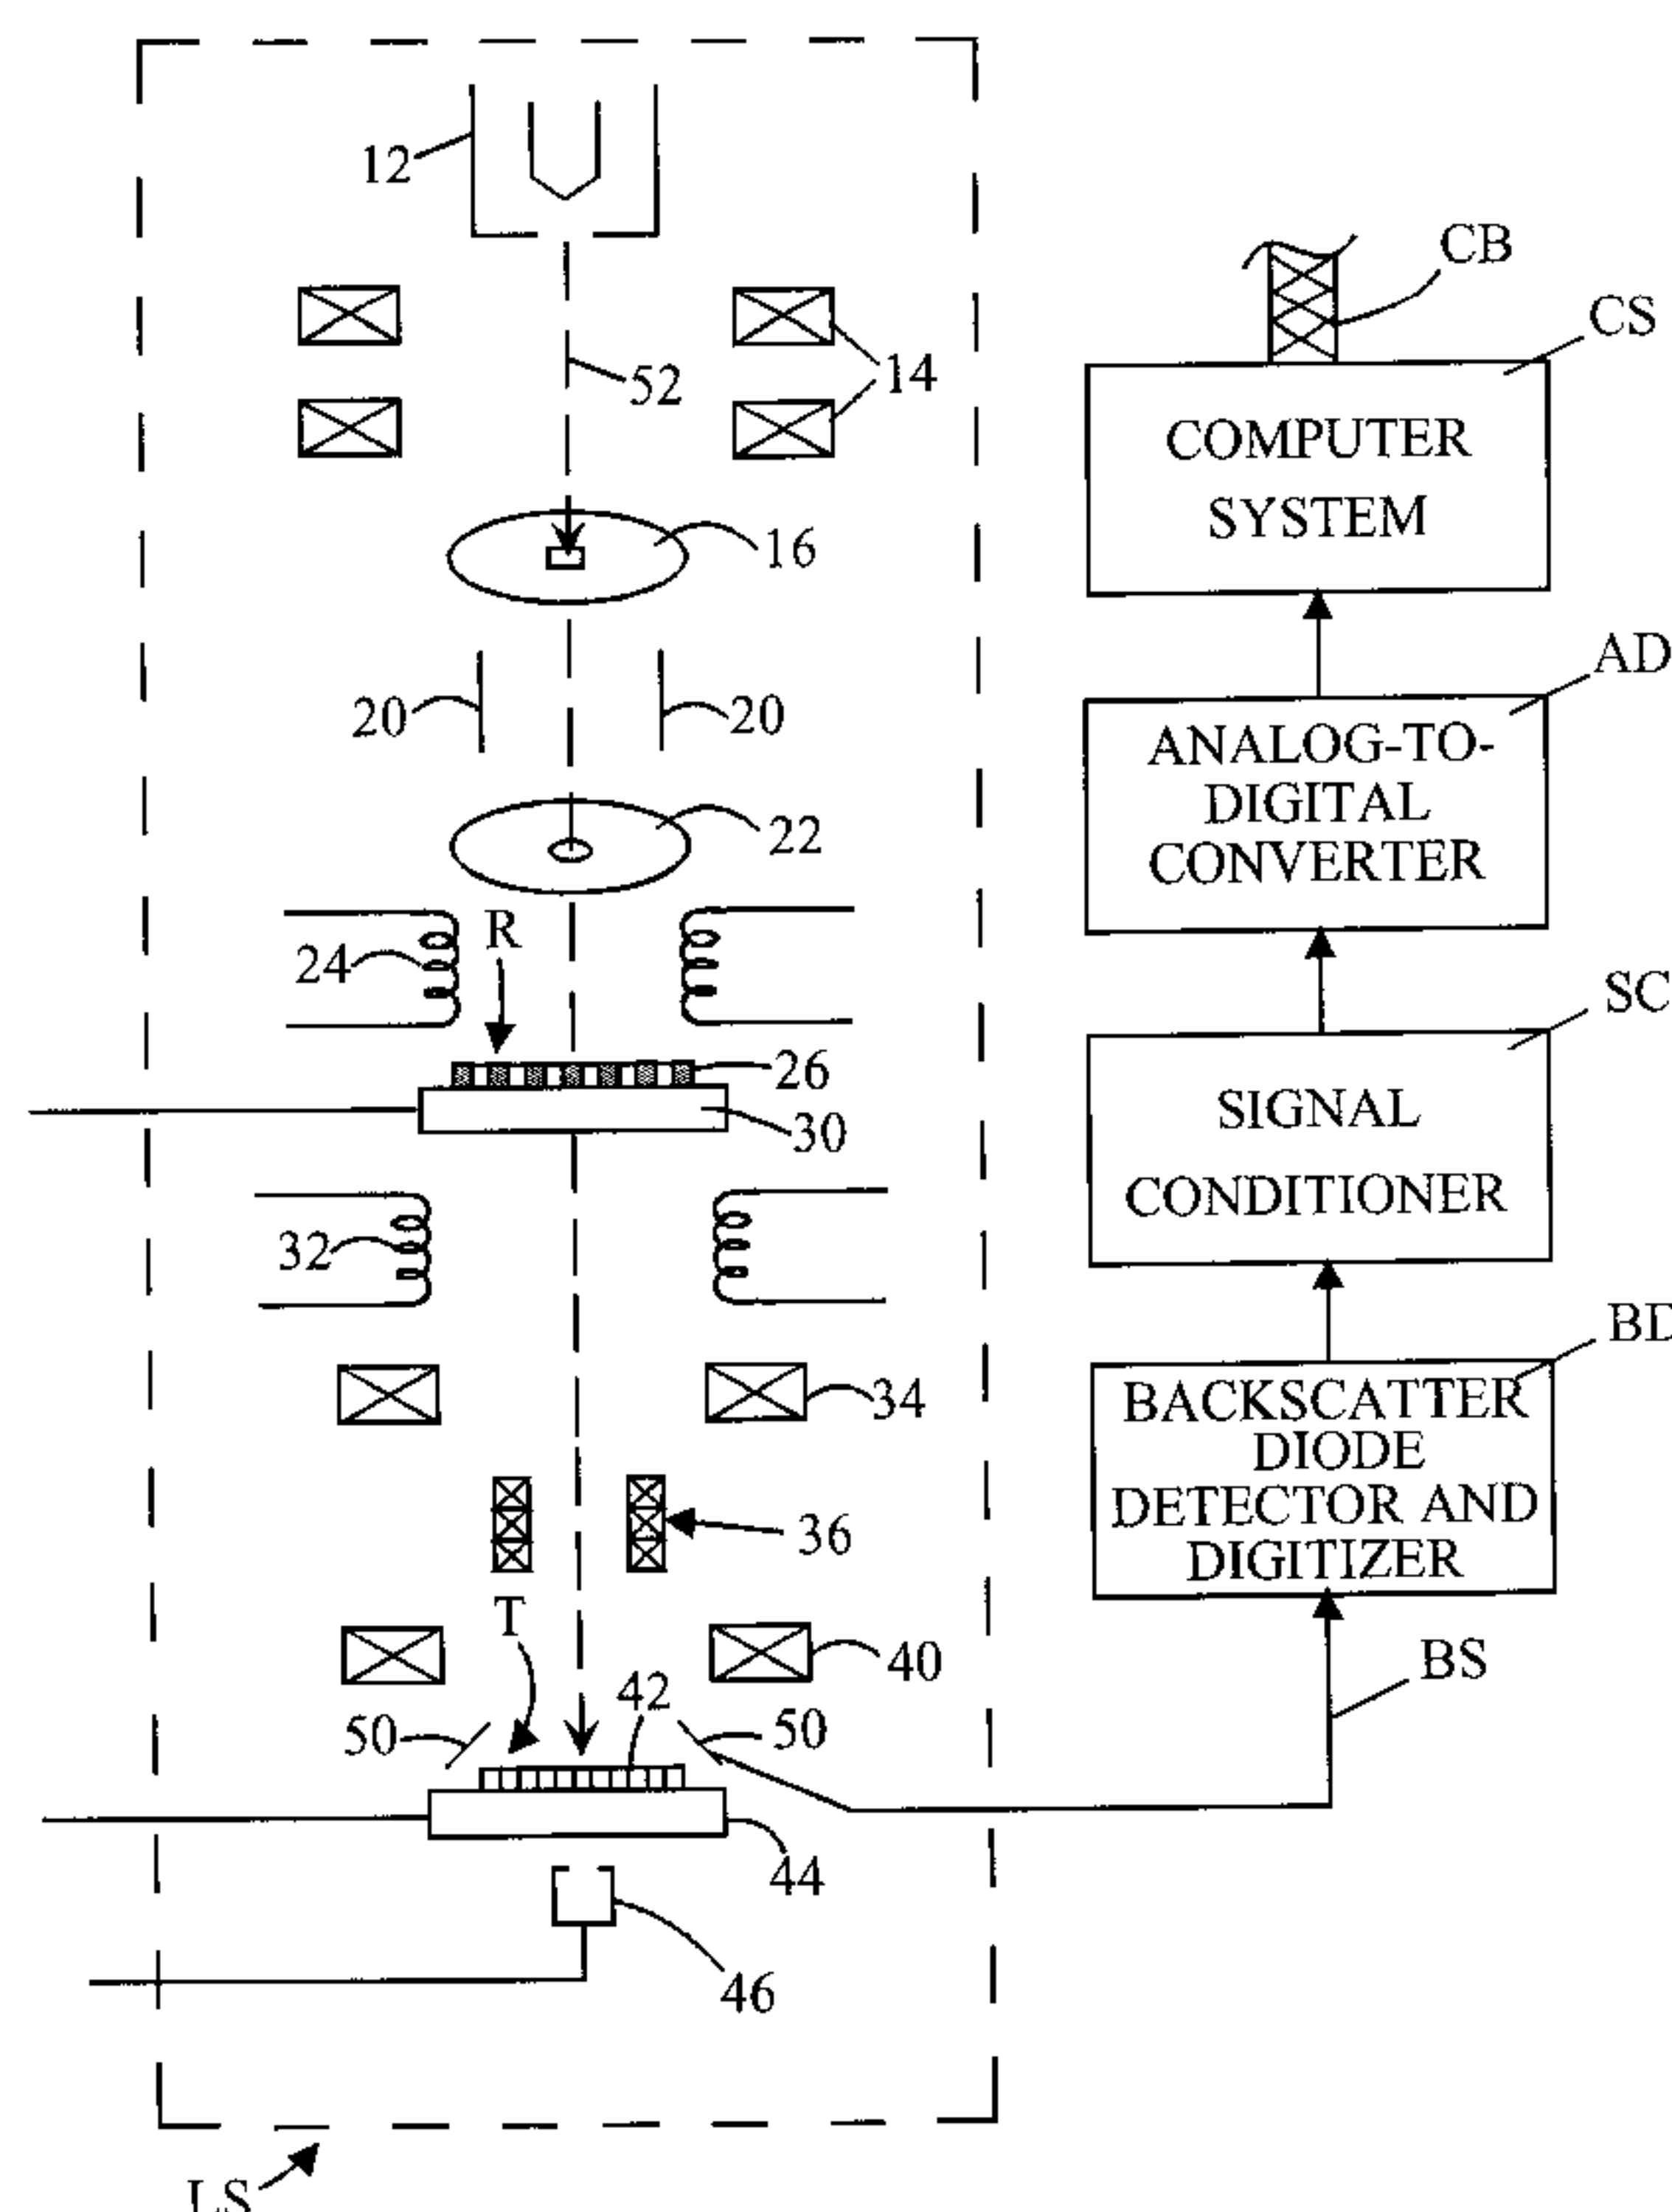 12
14
52
16
20
20
22
24
R
26
30
32
34
36
T
40
42
50
50
44
46
LS
CB
CS
COMPUTER
SYSTEM
AD
ANALOG-TO-
DIGITAL
CONVERTER
SC
SIGNAL
CONDITIONER
BD
BACKSCATTER
DIODE
DETECTOR AND
DIGITIZER
BS